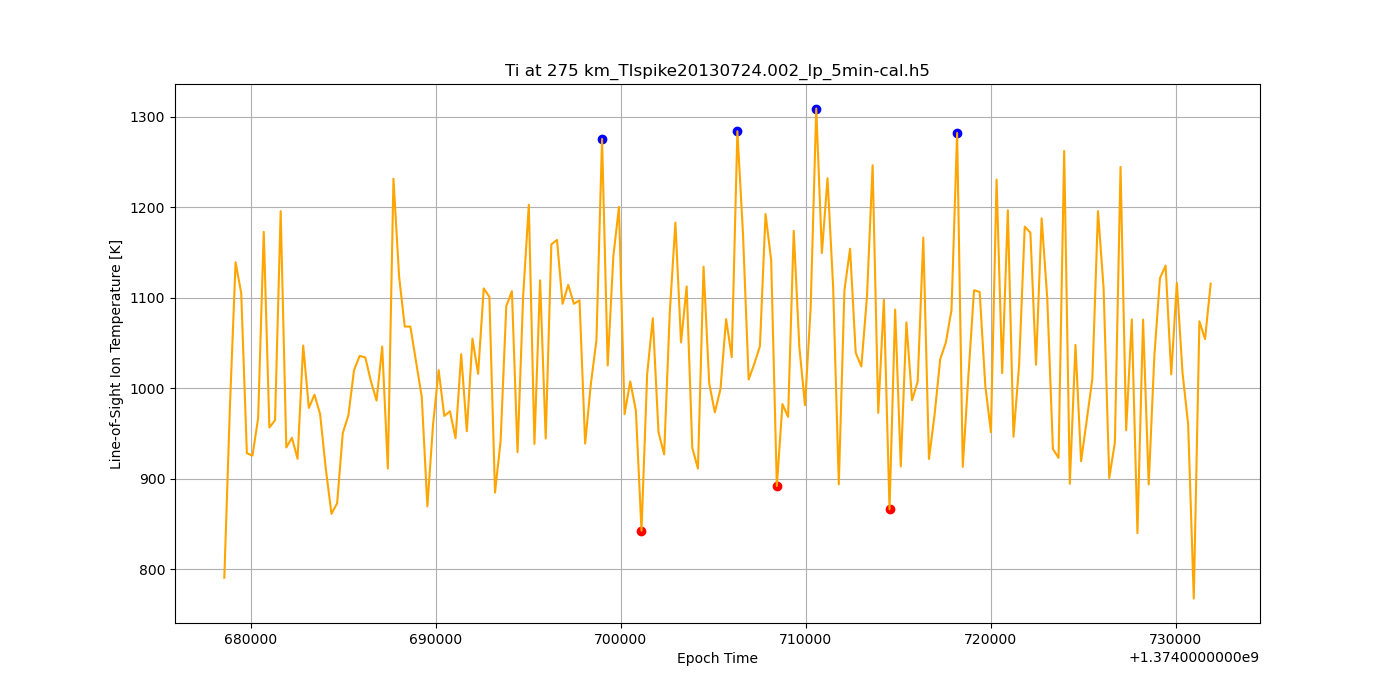 Ti at 275 km_TIspike20130724.002_lp_5min-cal.h5
Line-of-Sight Ion Temperature [K]
1300
1200
1100
1000
900
800
680000 690000 700000 710000 720000 730000
Epoch Time
+1.3740000000e9